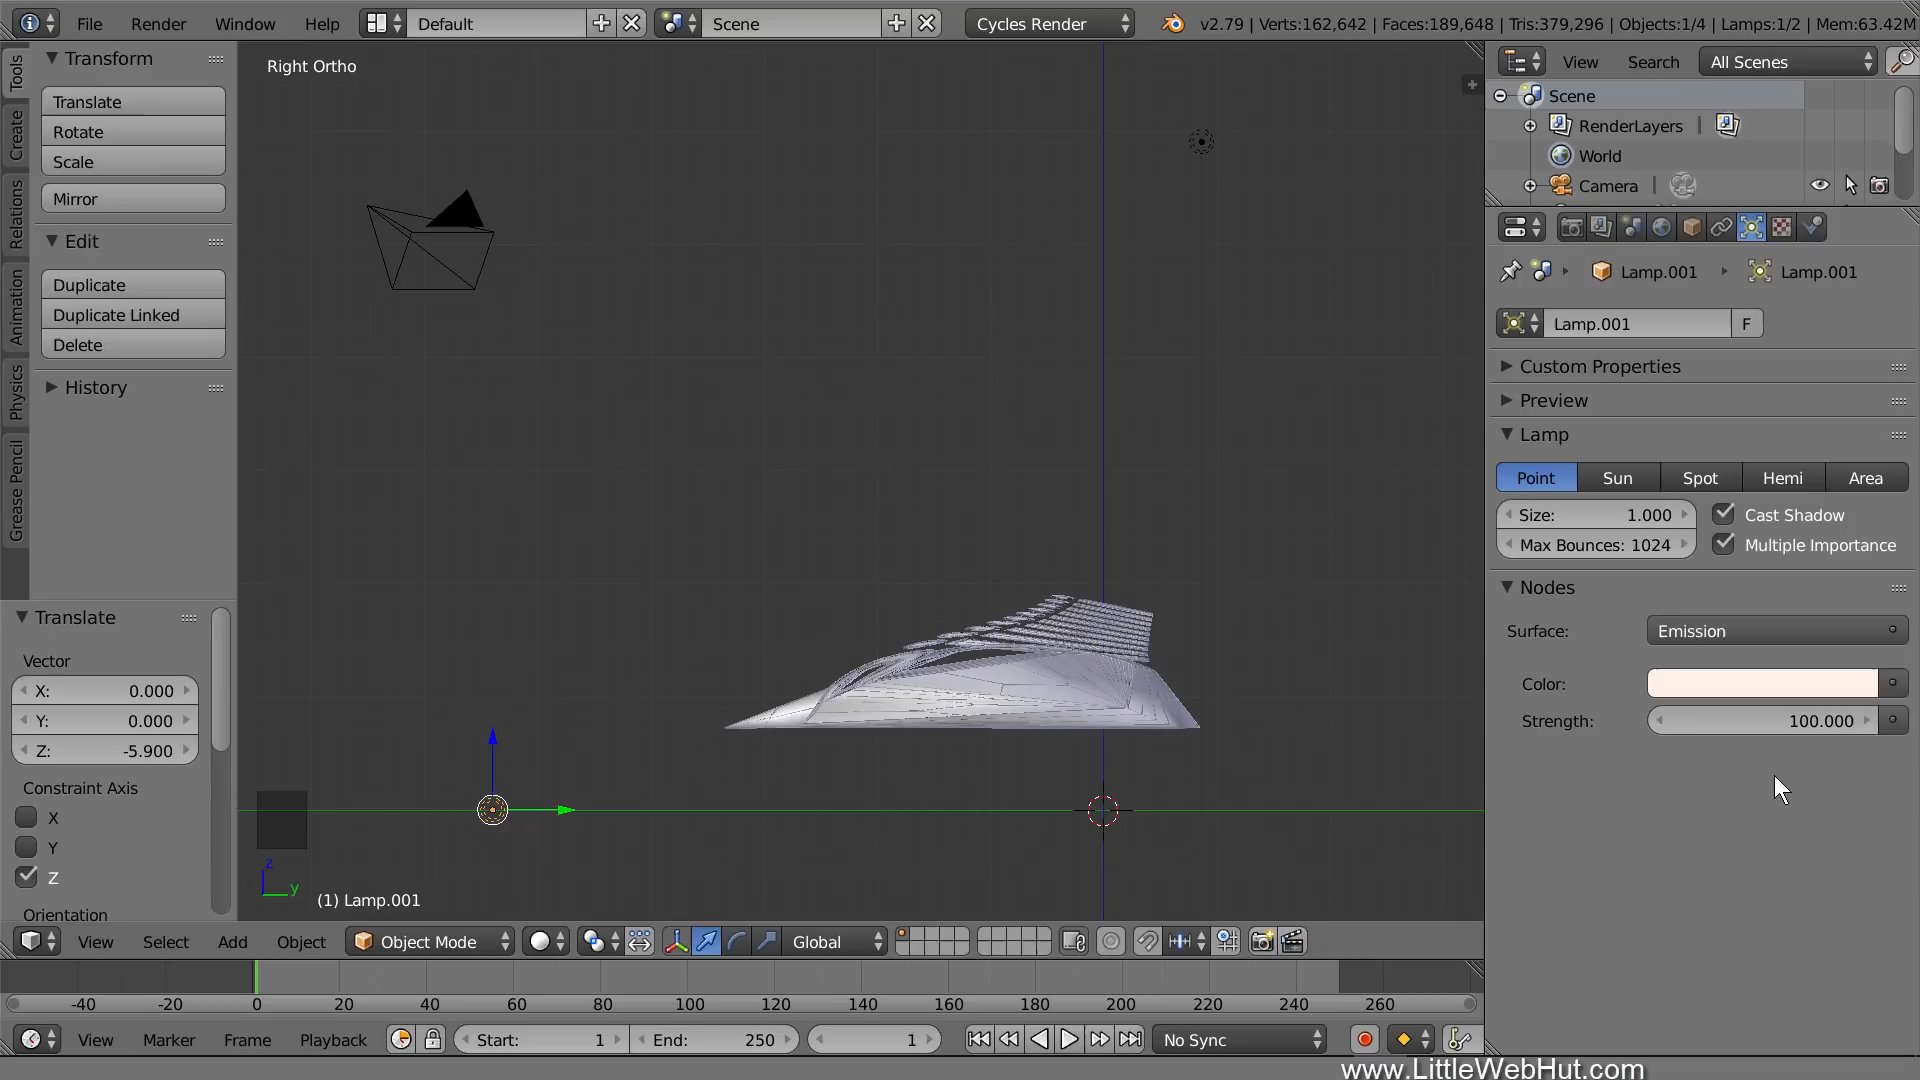 File Render Window Help Default Scene Cycles Render v2.79 | Verts:162,642 | Faces:189,648 | Tris:379,296 | Objects:1/4 | Lamps:1/2 | Mem:63.42M
Tools
Create
Relations
Animation
Physics
Grease Pencil
Transform
Translate
Rotate
Scale
Mirror
Edit
Duplicate
Duplicate Linked
Delete
History
Translate
Vector
X: 0.000
Y: 0.000
Z: -5.900
Constraint Axis
X
Y
Z
Orientation
Right Ortho
z
y
(1) Lamp.001
View Search All Scenes
Scene
RenderLayers
World
Camera
Lamp.001 Lamp.001
Lamp.001 F
Custom Properties
Preview
Lamp
Point Sun Spot Hemi Area
Size: 1.000 Cast Shadow
Max Bounces: 1024 Multiple Importance
Nodes
Surface: Emission
Color:
Strength: 100.000
View Select Add Object Object Mode Global
-40 -20 0 20 40 60 80 100 120 140 160 180 200 220 240 260
View Marker Frame Playback Start: 1 End: 250 1 No Sync
www.LittleWebHut.com